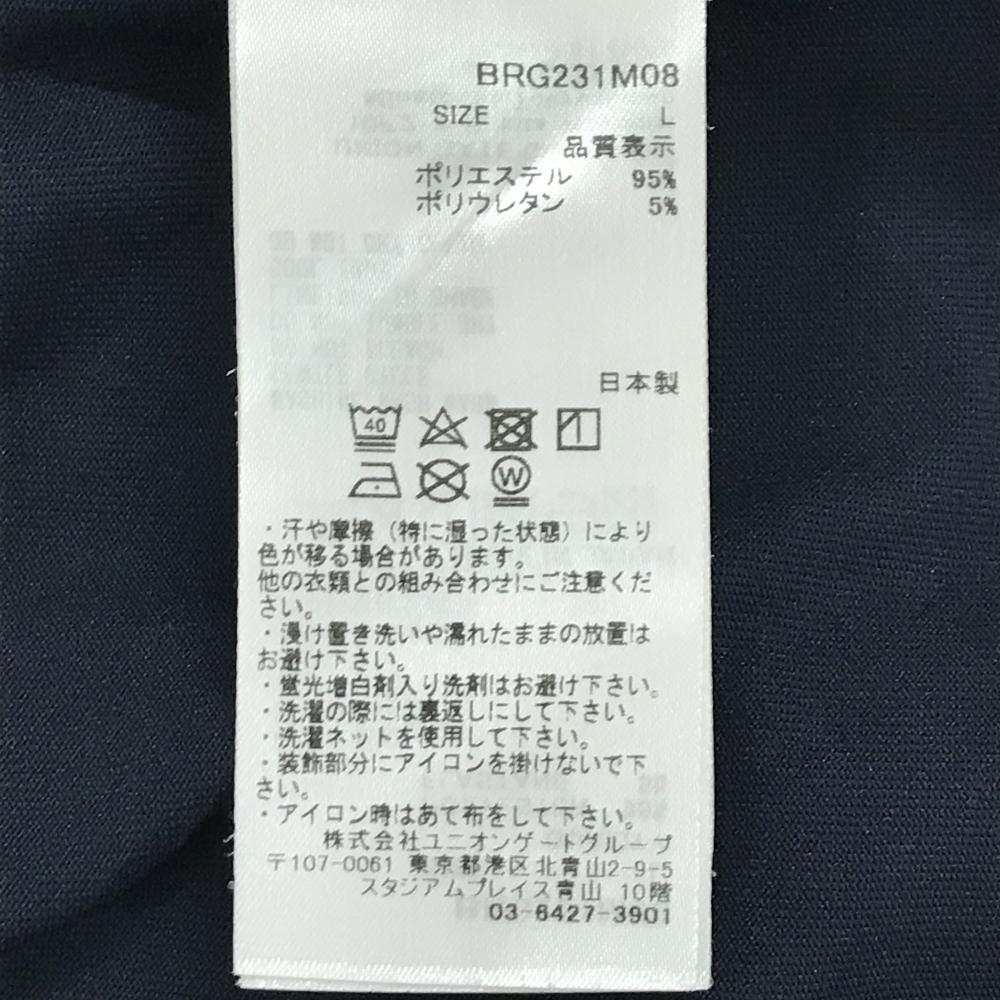 BRG231M08
SIZE L
品質表示
ポリエステル 95%
ポリウレタン 5%
日本製
40
W
・汗や摩擦（特に湿った状態）により
色が移る場合があります。
他の衣類との組み合わせにご注意くだ
さい。
・浸け置き洗いや濡れたままの放置は
お避け下さい。
・蛍光増白剤入り洗剤はお避け下さい。
・洗濯の際には裏返しにして下さい。
・洗濯ネットを使用して下さい。
・装飾部分にアイロンを掛けないで下
さい。
・アイロン時はあて布をして下さい。
株式会社ユニオンゲートグループ
〒107-0061 東京都港区北青山2-9-5
スタジアムプレイス青山 10階
03-6427-3901